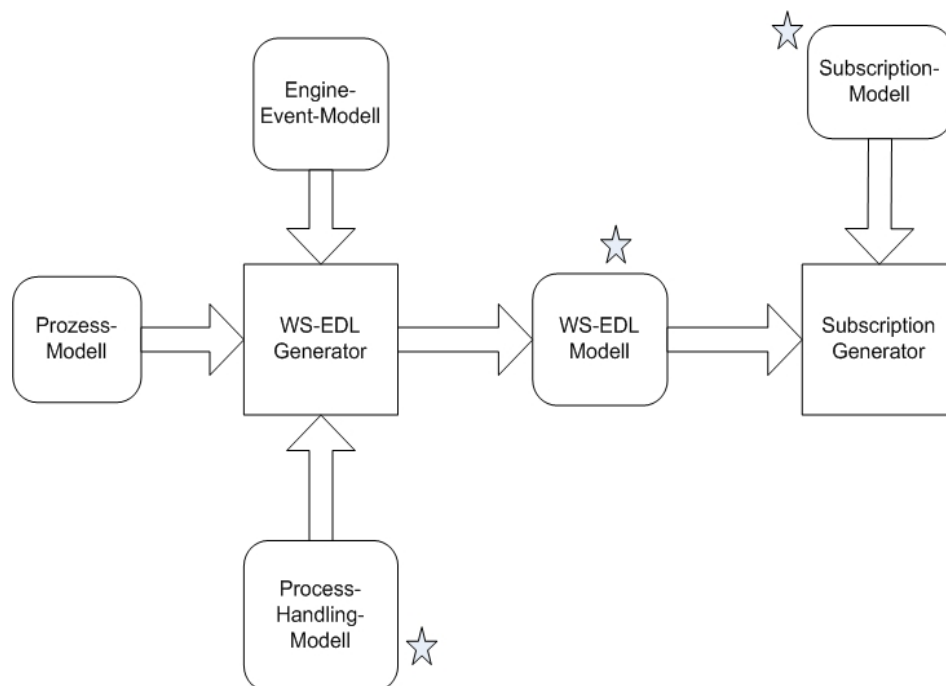 Engine-
Event-Modell
Subscription-
Modell
Prozess-
Modell
WS-EDL
Generator
WS-EDL
Modell
Subscription
Generator
Process-
Handling-
Modell